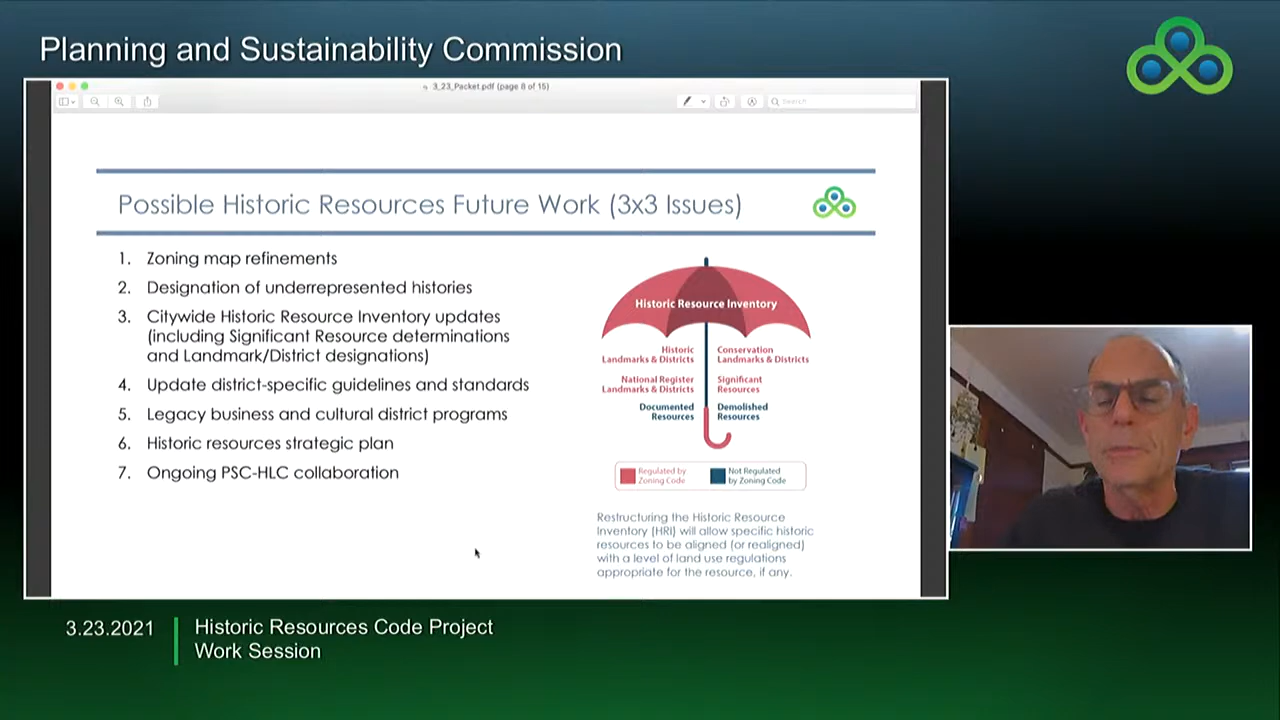 Planning and Sustainability Commission
3_23_Packet.pdf (page 8 of 15)
Search
Possible Historic Resources Future Work (3x3 Issues)
1. Zoning map refinements
2. Designation of underrepresented histories
3. Citywide Historic Resource Inventory updates
(including Significant Resource determinations
and Landmark/District designations)
4. Update district-specific guidelines and standards
5. Legacy business and cultural district programs
6. Historic resources strategic plan
7. Ongoing PSC-HLC collaboration
Historic Resource Inventory
Historic
Landmarks & Districts
Conservation
Landmarks & Districts
National Register
Landmarks & Districts
Significant
Resources
Documented
Resources
Demolished
Resources
Regulated by
Zoning Code
Not Regulated
by Zoning Code
Restructuring the Historic Resource
Inventory (HRI) will allow specific historic
resources to be aligned (or realigned)
with a level of land use regulations
appropriate for the resource, if any.
3.23.2021
Historic Resources Code Project
Work Session